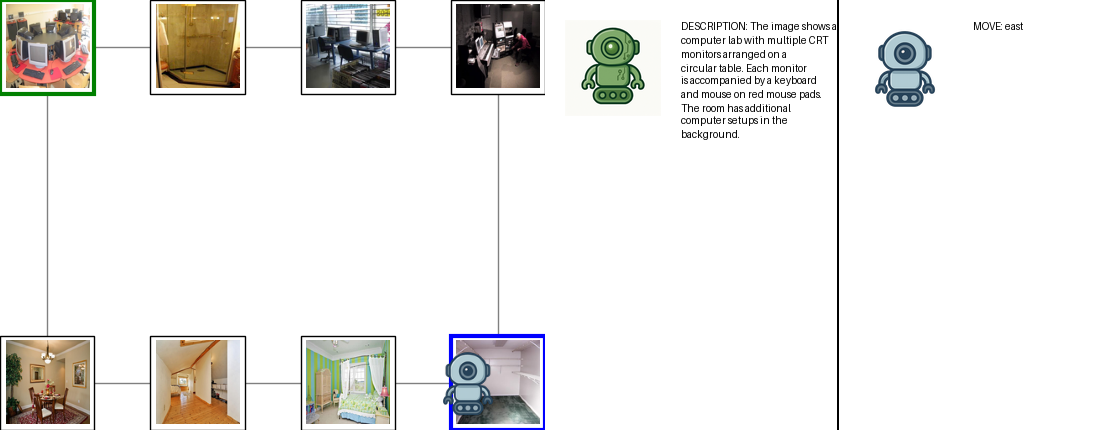 DESCRIPTION: The image shows a
computer lab with multiple CRT
monitors arranged on a
circular table. Each monitor
is accompanied by a keyboard
and mouse on red mouse pads.
The room has additional
computer setups in the
background.
MOVE: east